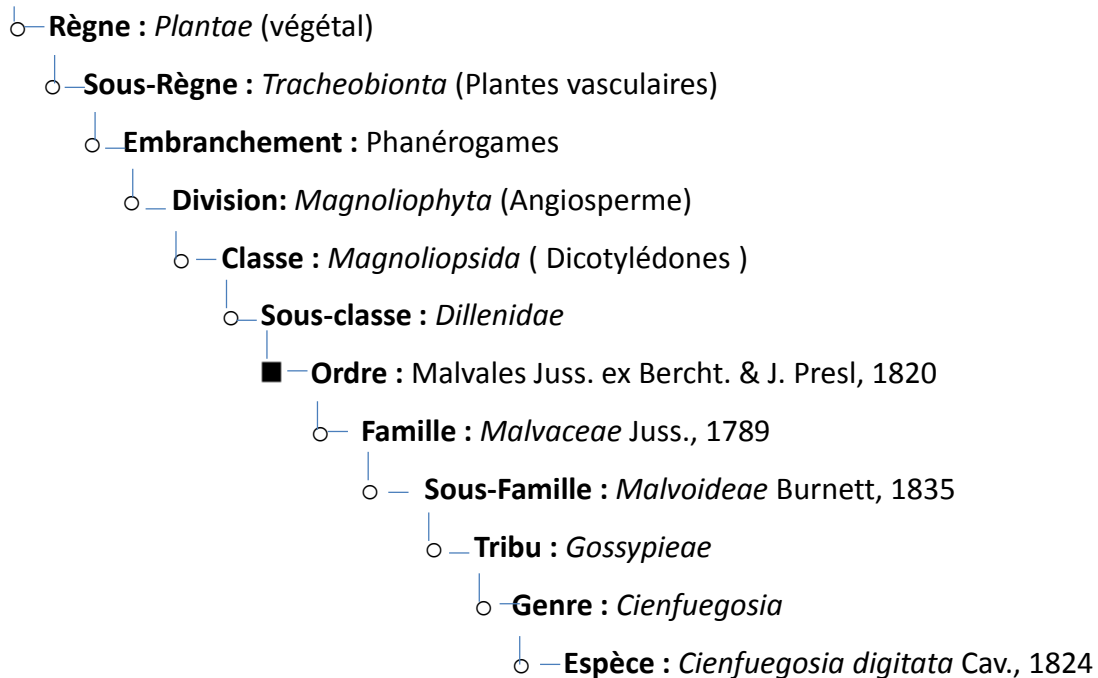 Règne : Plantae (végétal)
Sous-Règne : Tracheobionta (Plantes vasculaires)
Embranchement : Phanérogames
Division: Magnoliophyta (Angiosperme)
Classe : Magnoliopsida ( Dicotylédones )
Sous-classe : Dillenidae
Ordre : Malvales Juss. ex Bercht. & J. Presl, 1820
Famille : Malvaceae Juss., 1789
Sous-Famille : Malvoideae Burnett, 1835
Tribu : Gossypieae
Genre : Cienfuegosia
Espèce : Cienfuegosia digitata Cav., 1824